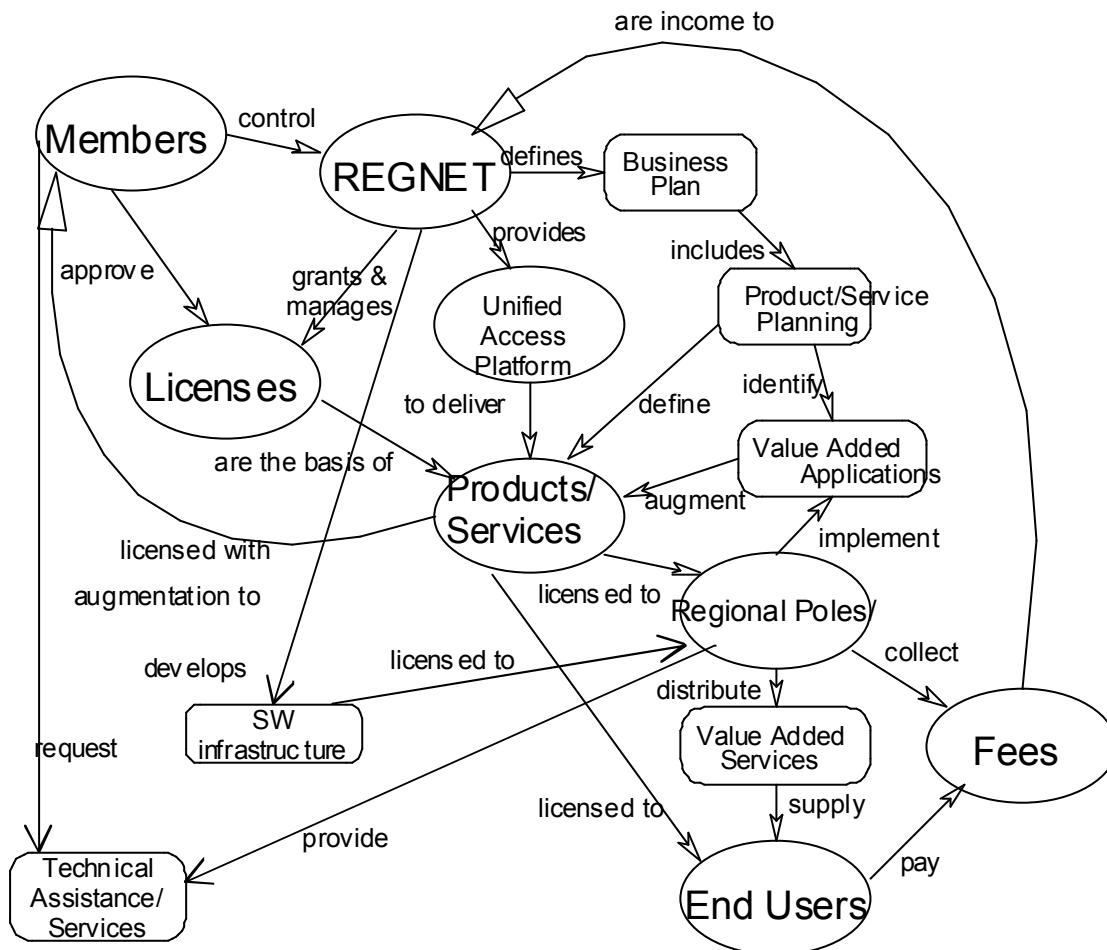 are income to
control
Members
REGNET
defines
Business
Plan
provides
includes
approve
grants &
manages
Unified
Access
Platform
Product/Service
Planning
Licenses
to deliver
define
identify
are the basis of
Products/
Services
augment
Value Added
Applications
implement
licensed with
augmentation to
licensed to
Regional Poles/
develops
licensed to
collect
distribute
SW
infrastructure
request
Value Added
Services
Fees
provide
licensed to
supply
pay
Technical
Assistance/
Services
End Users